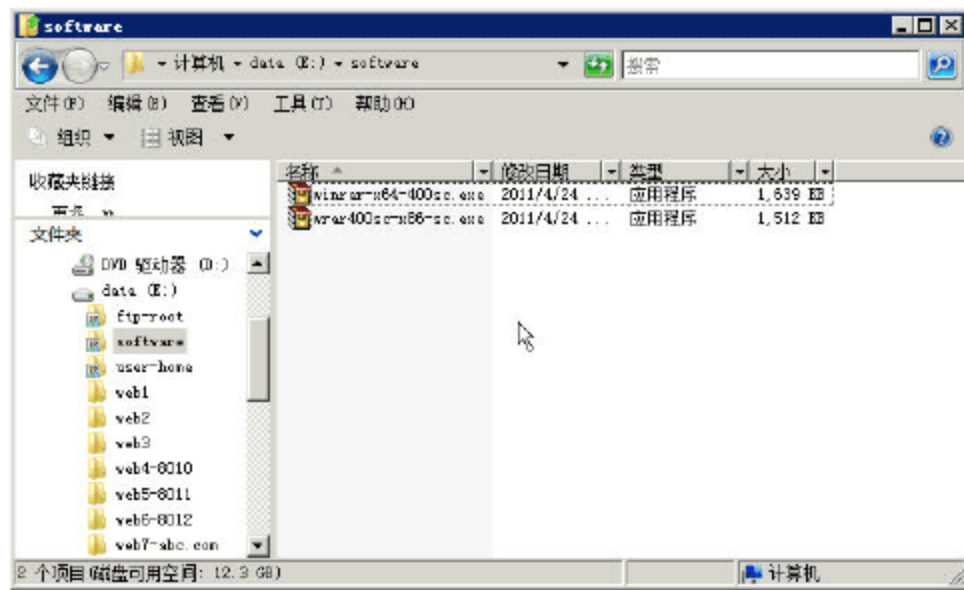 software
计算机 data (E:) software
搜索
文件(F) 编辑(E) 查看(V) 工具(T) 帮助(H)
组织 视图
收藏夹链接
更多 »
文件夹
DVD 驱动器 (D:)
data (E:)
ftp-root
software
user-home
web1
web2
web3
web4-8010
web5-8011
web6-8012
web7-abc.com
名称 修改日期 类型 大小
winrar-x64-400sc.exe 2011/4/24 ... 应用程序 1,639 KB
wrar400sc-x86-sc.exe 2011/4/24 ... 应用程序 1,512 KB
2 个项目(磁盘可用空间: 12.3 GB)
计算机